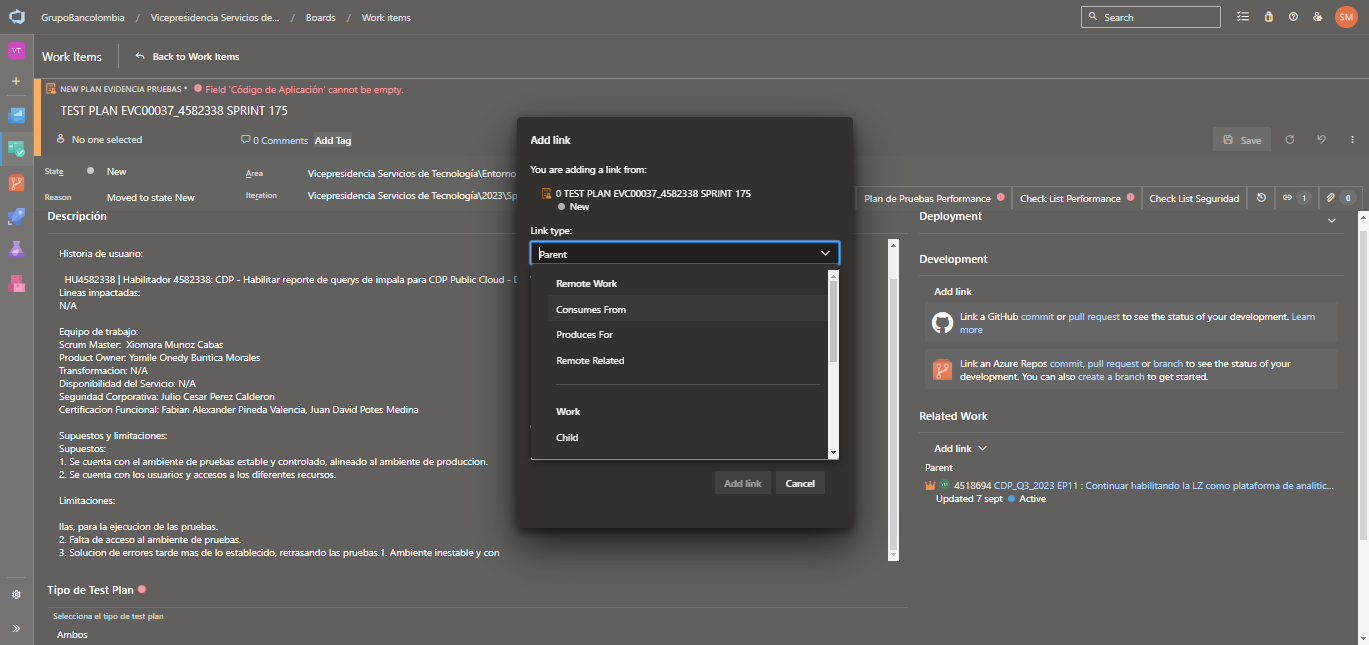 GrupoBancolombia / Vicepresidencia Servicios de... / Boards / Work items
Search
SM
VT
Work Items
Back to Work Items
NEW PLAN EVIDENCIA PRUEBAS * Field 'Código de Aplicación' cannot be empty.
TEST PLAN EVC00037_4582338 SPRINT 175
No one selected
0 Comments
Add Tag
Save
State
New
Area
Vicepresidencia Servicios de Tecnología\Entorno
Reason
Moved to state New
Iteration
Vicepresidencia Servicios de Tecnología\2023\Sp
Plan de Pruebas Performance
Check List Performance
Check List Seguridad
1
0
Descripción
Historia de usuario:
HU4582338 | Habilitador 4582338: CDP - Habilitar reporte de querys de impala para CDP Public Cloud - D
Lineas impactadas:
N/A
Equipo de trabajo:
Scrum Master: Xiomara Munoz Cabas
Product Owner: Yamile Onedy Buritica Morales
Transformacion: N/A
Disponibilidad del Servicio: N/A
Seguridad Corporativa: Julio Cesar Perez Calderon
Certificacion Funcional: Fabian Alexander Pineda Valencia, Juan David Potes Medina
Supuestos y limitaciones:
Supuestos:
1. Se cuenta con el ambiente de pruebas estable y controlado, alineado al ambiente de produccion.
2. Se cuenta con los usuarios y accesos a los diferentes recursos.
Limitaciones:
llas, para la ejecucion de las pruebas.
2. Falta de acceso al ambiente de pruebas.
3. Solucion de errores tarde mas de lo establecido, retrasando las pruebas.1. Ambiente inestable y con
Tipo de Test Plan
Selecciona el tipo de test plan
Ambos
Add link
You are adding a link from:
0 TEST PLAN EVC00037_4582338 SPRINT 175
New
Link type:
Parent
Remote Work
Consumes From
Produces For
Remote Related
Work
Child
Add link
Cancel
Deployment
Development
Add link
Link a GitHub commit or pull request to see the status of your development. Learn
more
Link an Azure Repos commit, pull request or branch to see the status of your
development. You can also create a branch to get started.
Related Work
Add link
Parent
4518694 CDP_Q3_2023 EP11 : Continuar habilitando la LZ como plataforma de analitic...
Updated 7 sept
Active